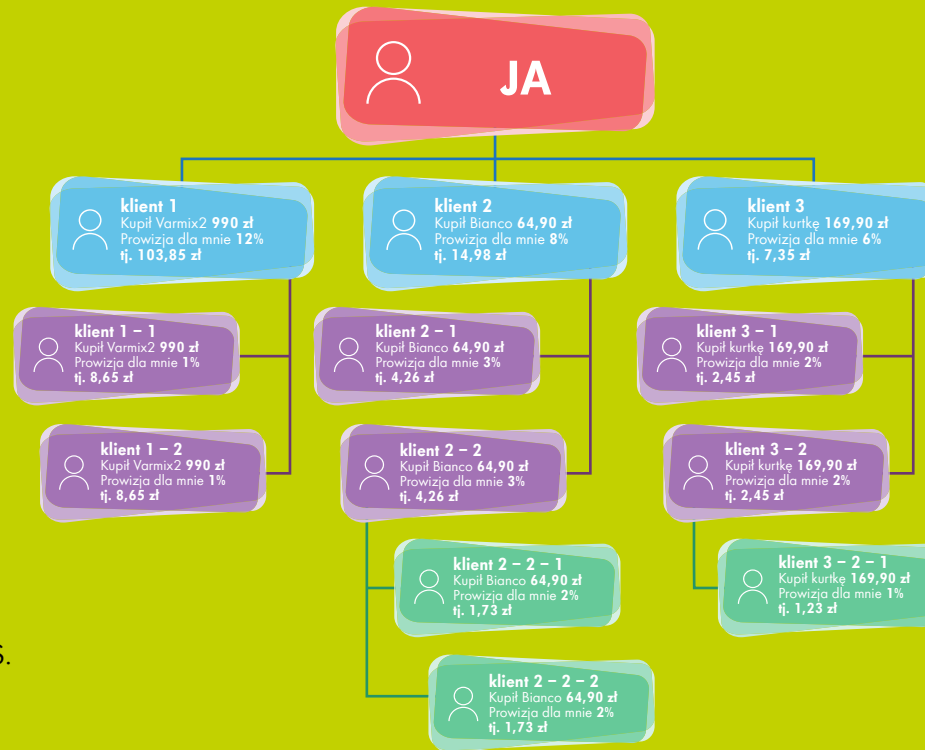 JA
klient 1
Kupił Varmix2 990 zł
Prowizja dla mnie 12%
tj. 103,85 zł
klient 2
Kupił Bianco 64,90 zł
Prowizja dla mnie 8%
tj. 14,98 zł
klient 3
Kupił kurtkę 169,90 zł
Prowizja dla mnie 6%
tj. 7,35 zł
klient 1 – 1
Kupił Varmix2 990 zł
Prowizja dla mnie 1%
tj. 8,65 zł
klient 2 – 1
Kupił Bianco 64,90 zł
Prowizja dla mnie 3%
tj. 4,26 zł
klient 3 – 1
Kupił kurtkę 169,90 zł
Prowizja dla mnie 2%
tj. 2,45 zł
klient 1 – 2
Kupił Varmix2 990 zł
Prowizja dla mnie 1%
tj. 8,65 zł
klient 2 – 2
Kupił Bianco 64,90 zł
Prowizja dla mnie 3%
tj. 4,26 zł
klient 3 – 2
Kupił kurtkę 169,90 zł
Prowizja dla mnie 2%
tj. 2,45 zł
klient 2 – 2 – 1
Kupił Bianco 64,90 zł
Prowizja dla mnie 2%
tj. 1,73 zł
klient 3 – 2 – 1
Kupił kurtkę 169,90 zł
Prowizja dla mnie 1%
tj. 1,23 zł
klient 2 – 2 – 2
Kupił Bianco 64,90 zł
Prowizja dla mnie 2%
tj. 1,73 zł